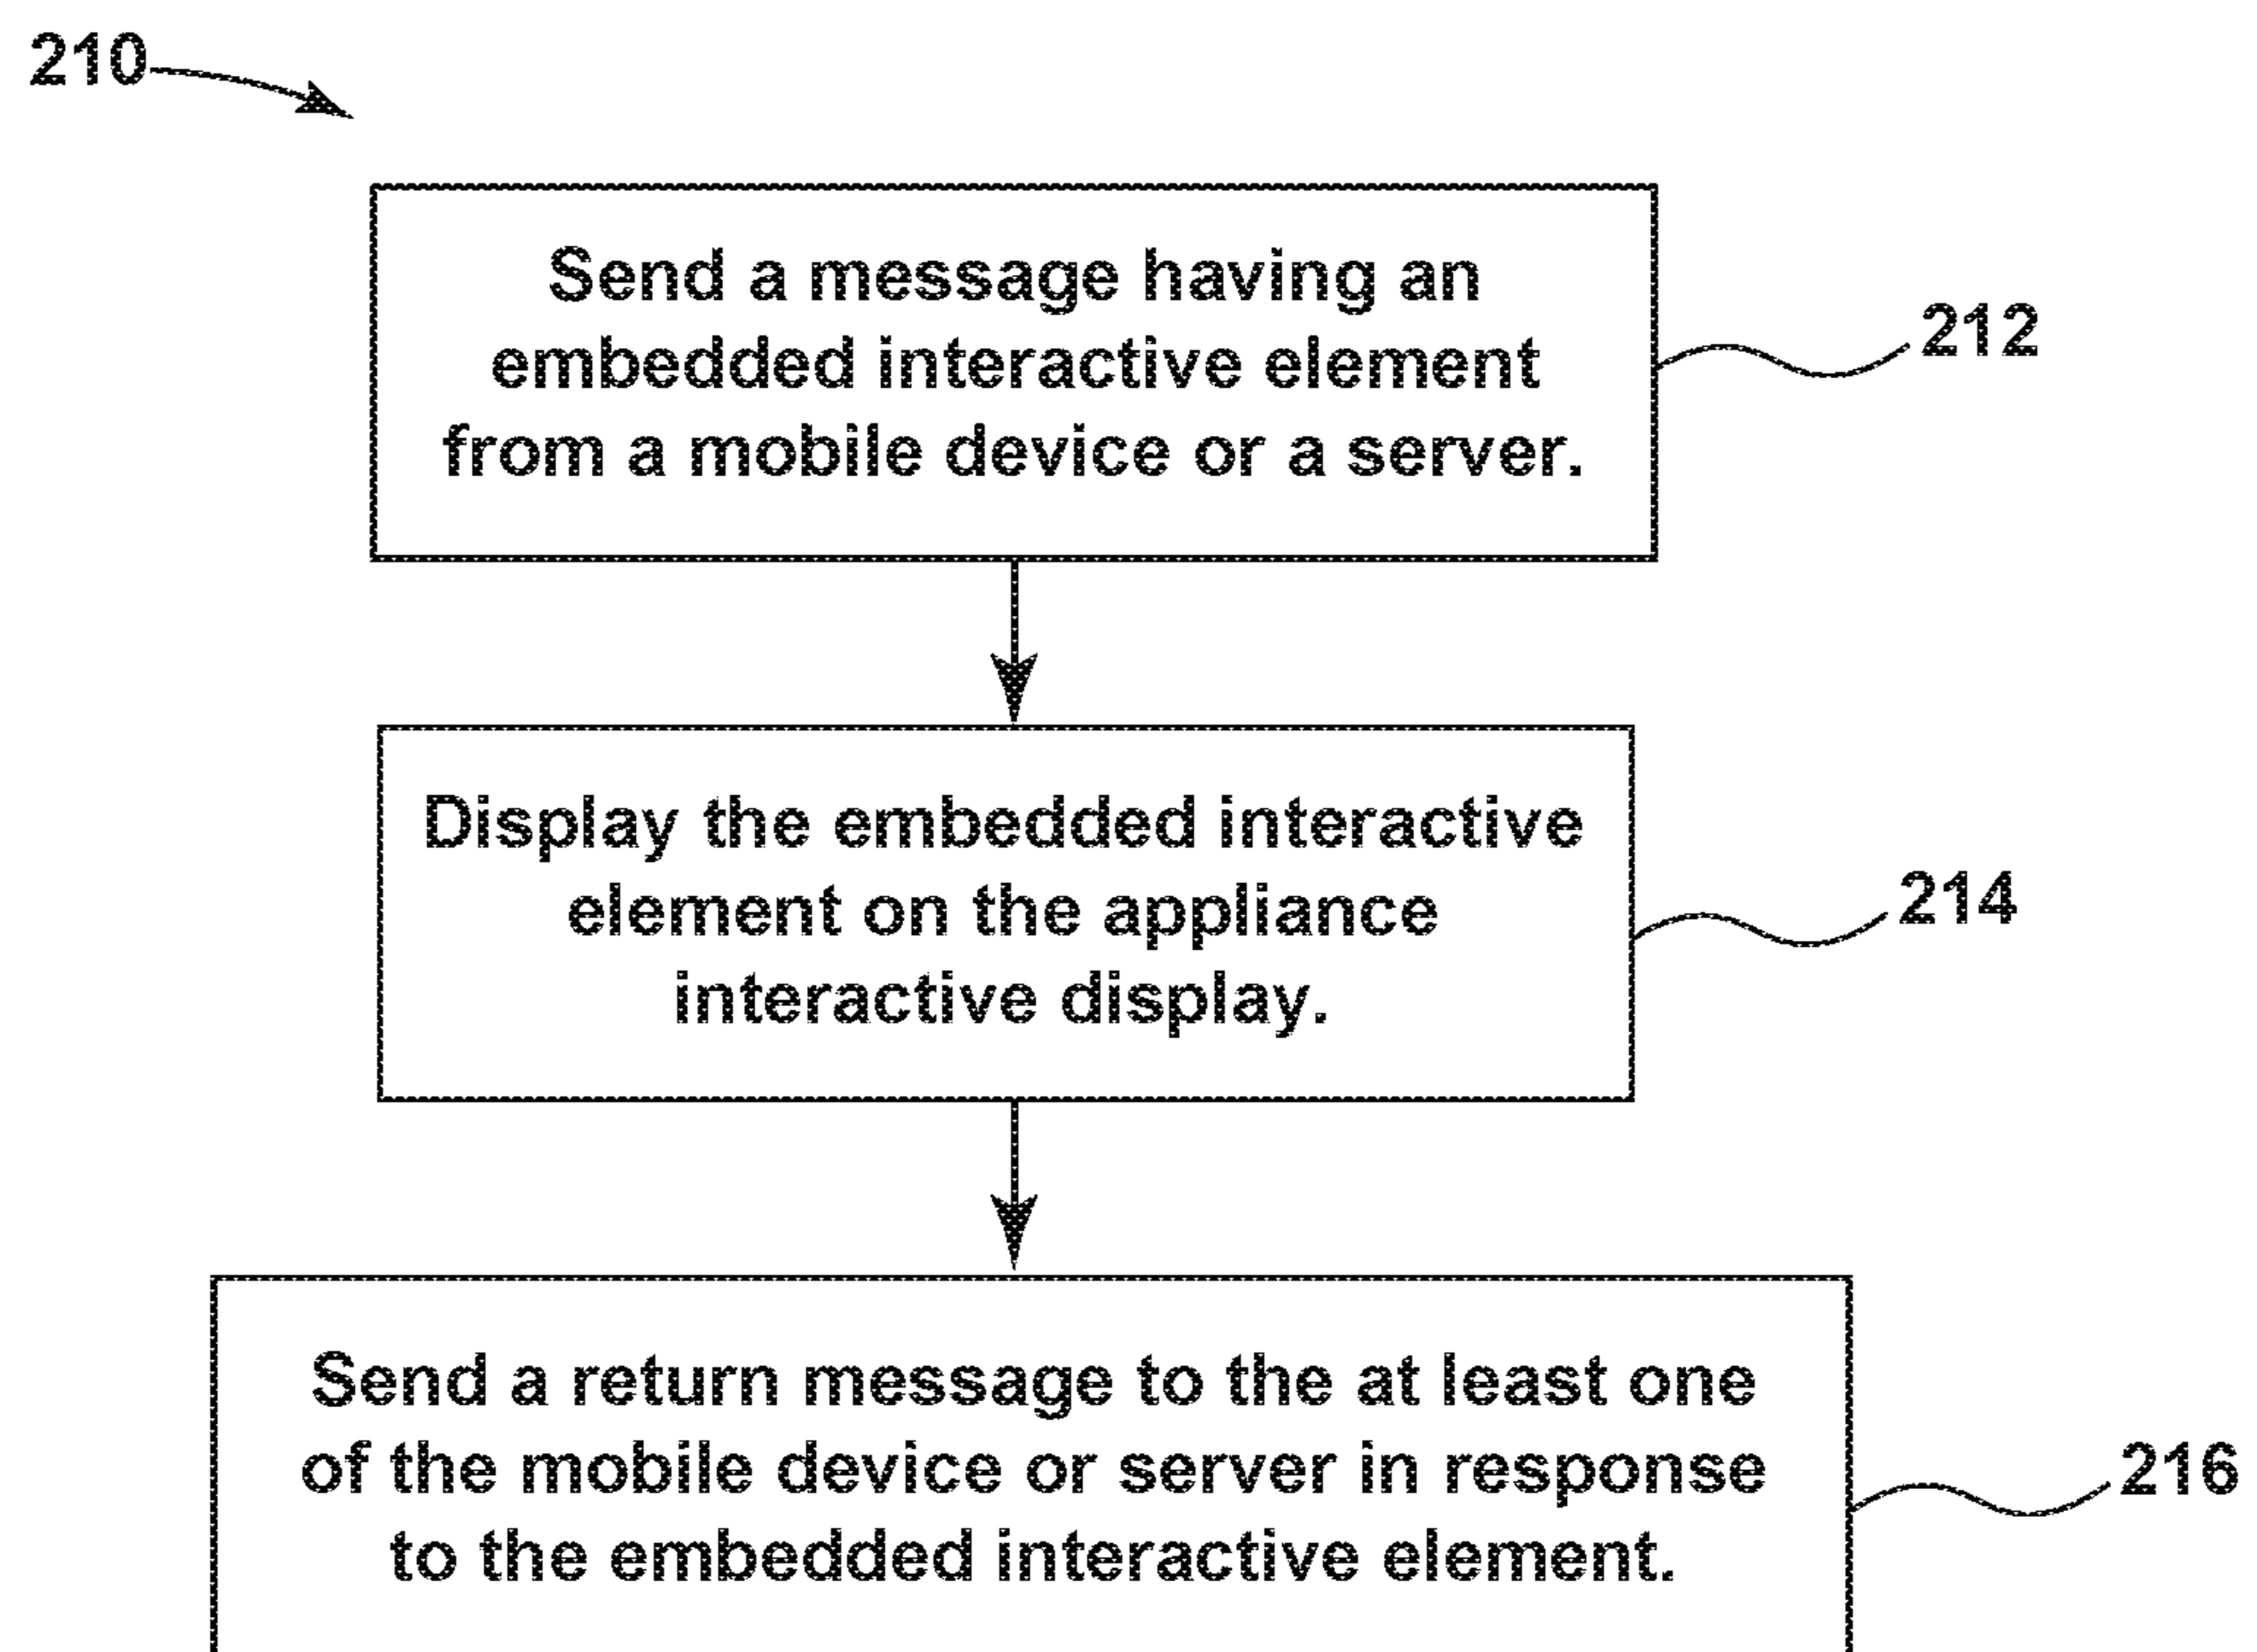 210
Send a message having an
embedded interactive element
from a mobile device or a server.
212
Display the embedded interactive
element on the appliance
interactive display.
214
Send a return message to the at least one
of the mobile device or server in response
to the embedded interactive element.
216